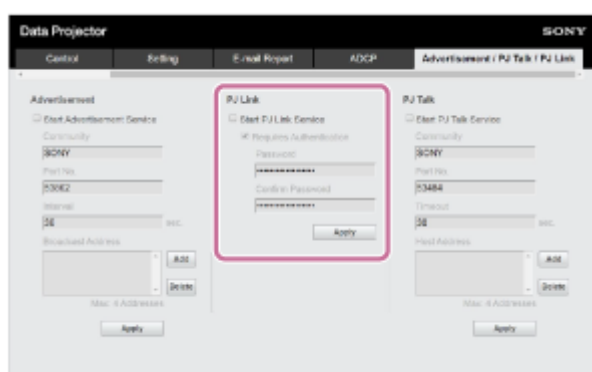 Data Projector
SONY
Control
Setting
E-mail Report
ADCP
Advertisement / PJ Talk / PJ Link
Advertisement
Start Advertisement Service
Community
SONY
Port No.
53862
Interval
30
sec.
Broadcast Address
Add
Delete
Max. 4 Addresses
Apply
PJ Link
Start PJ Link Service
Requires Authentication
Password
Confirm Password
Apply
PJ Talk
Start PJ Talk Service
Community
SONY
Port No.
53484
Timeout
30
sec.
Host Address
Add
Delete
Max. 4 Addresses
Apply